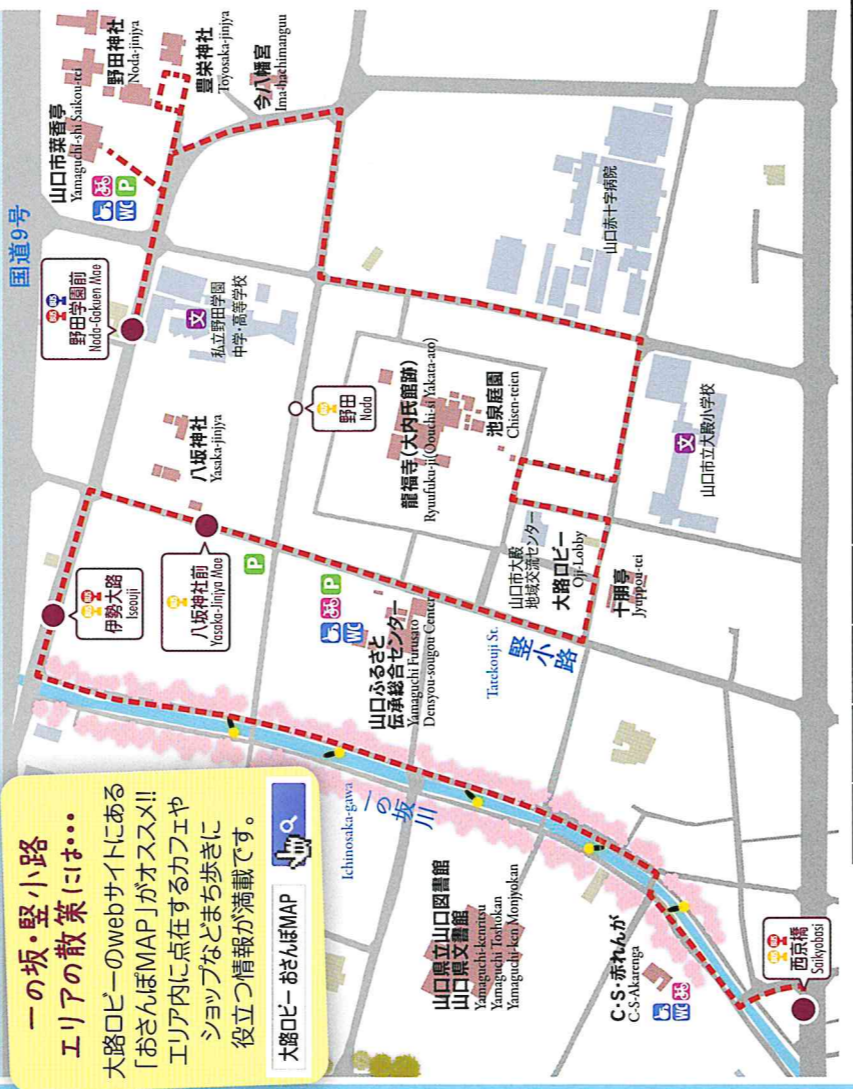 一の坂・竪小路
エリアの散策には…
大路ロビーのwebサイトにある
「おさんぽMAP」がオススメ!!
エリア内に点在するカフェや
ショップなどまち歩きに
役立つ情報が満載です。
大路ロビー おさんぽMAP
国道9号
山口市菜香亭
Yamaguchi-shi Saikou-tei
WC
P
野田神社
Noda-jinjya
豊栄神社
Toyosaka-jinjya
今八幡宮
Ima-hachimanguu
野田学園前
Noda-Gakuen Mae
文
私立野田学園
中学・高等学校
八坂神社
Yasaka-jinjya
伊勢大路
Iseouji
八坂神社前
Yasaka-Jinjya Mae
P
野田
Noda
龍福寺(大内氏館跡)
Ryuufuku-ji(Oouchi-si Yakata-ato)
池泉庭園
Chisen-teien
山口赤十字病院
文
山口市立大殿小学校
WC
P
山口ふるさと
伝承総合センター
Yamaguchi Furusato
Densyou-sougou Center
山口市大殿
地域交流センター
大路ロビー
Oji-Lobby
十朋亭
Jyuppou-tei
Tatekouji St.
竪小路
Ichinosaka-gawa
一の坂川
山口県立山口図書館
山口県文書館
Yamaguchi-kenritsu
Yamaguchi Toshokan
Yamaguchi-ken Monjyokan
C・S・赤れんが
C-S-Akarenga
WC
西京橋
Saikyobasi